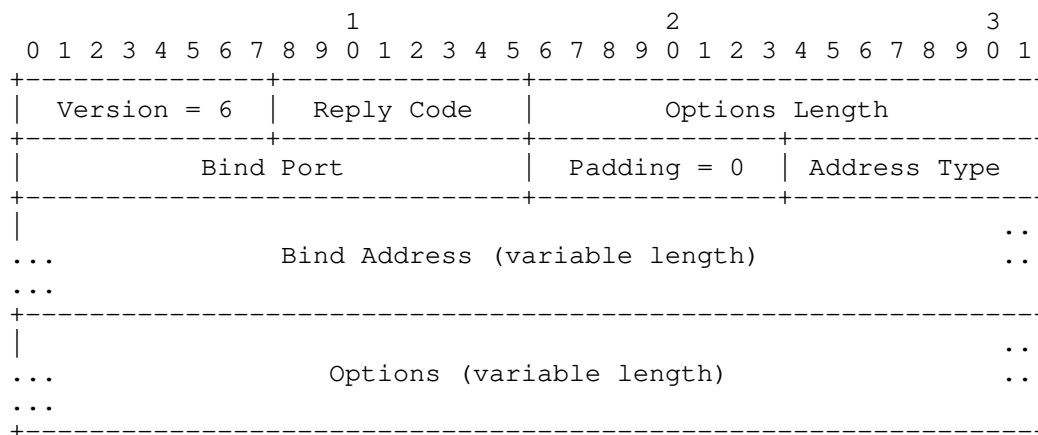 1                   2                   3
 0 1 2 3 4 5 6 7 8 9 0 1 2 3 4 5 6 7 8 9 0 1 2 3 4 5 6 7 8 9 0 1
+---------------+---------------+-------------------------------
|  Version = 6  |  Reply Code   |        Options Length
+---------------+---------------+---------------+---------------
|           Bind Port           |  Padding = 0  | Address Type
+-------------------------------+---------------+---------------
|                                                             ..
...              Bind Address (variable length)               ..
...
+---------------------------------------------------------------
|                                                             ..
...                 Options (variable length)                 ..
...
+---------------------------------------------------------------